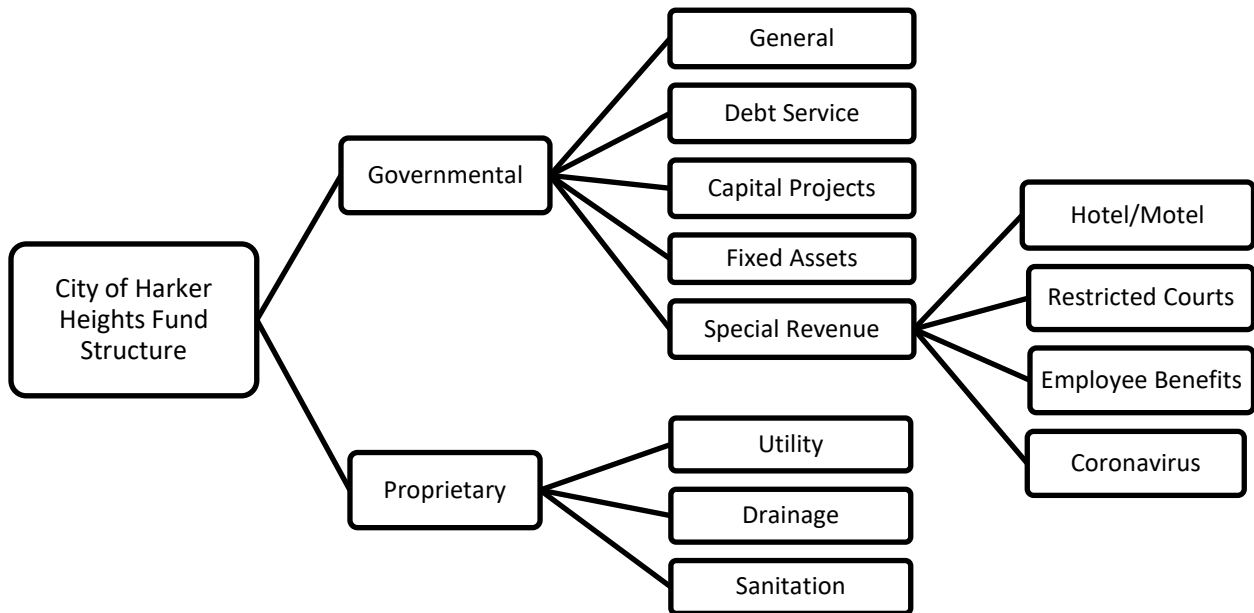 City of Harker
Heights Fund
Structure
Governmental
General
Debt Service
Capital Projects
Fixed Assets
Special Revenue
Hotel/Motel
Restricted Courts
Employee Benefits
Coronavirus
Proprietary
Utility
Drainage
Sanitation